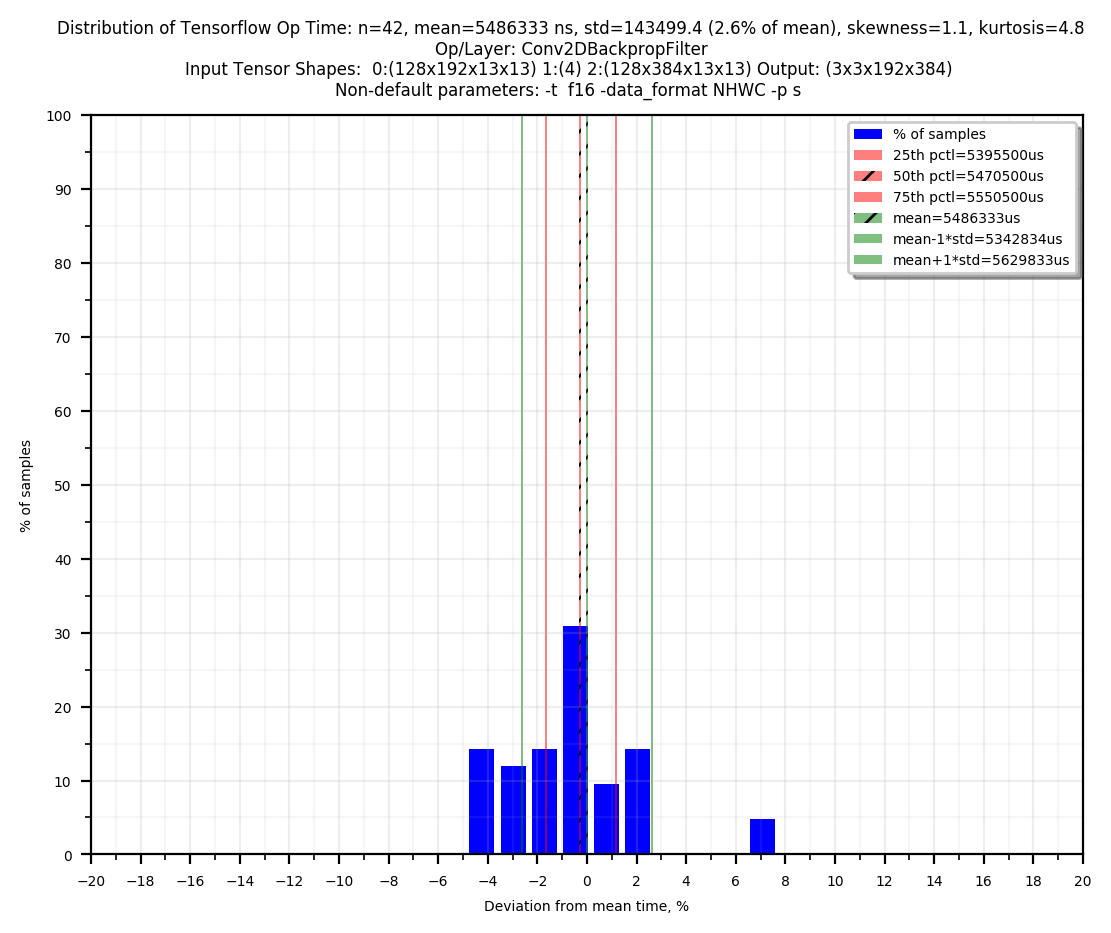 Distribution of Tensorflow Op Time: n=42, mean=5486333 ns, std=143499.4 (2.6% of mean), skewness=1.1, kurtosis=4.8
Op/Layer: Conv2DBackpropFilter
Input Tensor Shapes:  0:(128x192x13x13) 1:(4) 2:(128x384x13x13) Output: (3x3x192x384)
Non-default parameters: -t  f16 -data_format NHWC -p s
100
90
80
70
60
50
40
30
20
10
0
% of samples
% of samples
25th pctl=5395500us
50th pctl=5470500us
75th pctl=5550500us
mean=5486333us
mean-1*std=5342834us
mean+1*std=5629833us
−20 −18 −16 −14 −12 −10 −8 −6 −4 −2 0 2 4 6 8 10 12 14 16 18 20
Deviation from mean time, %